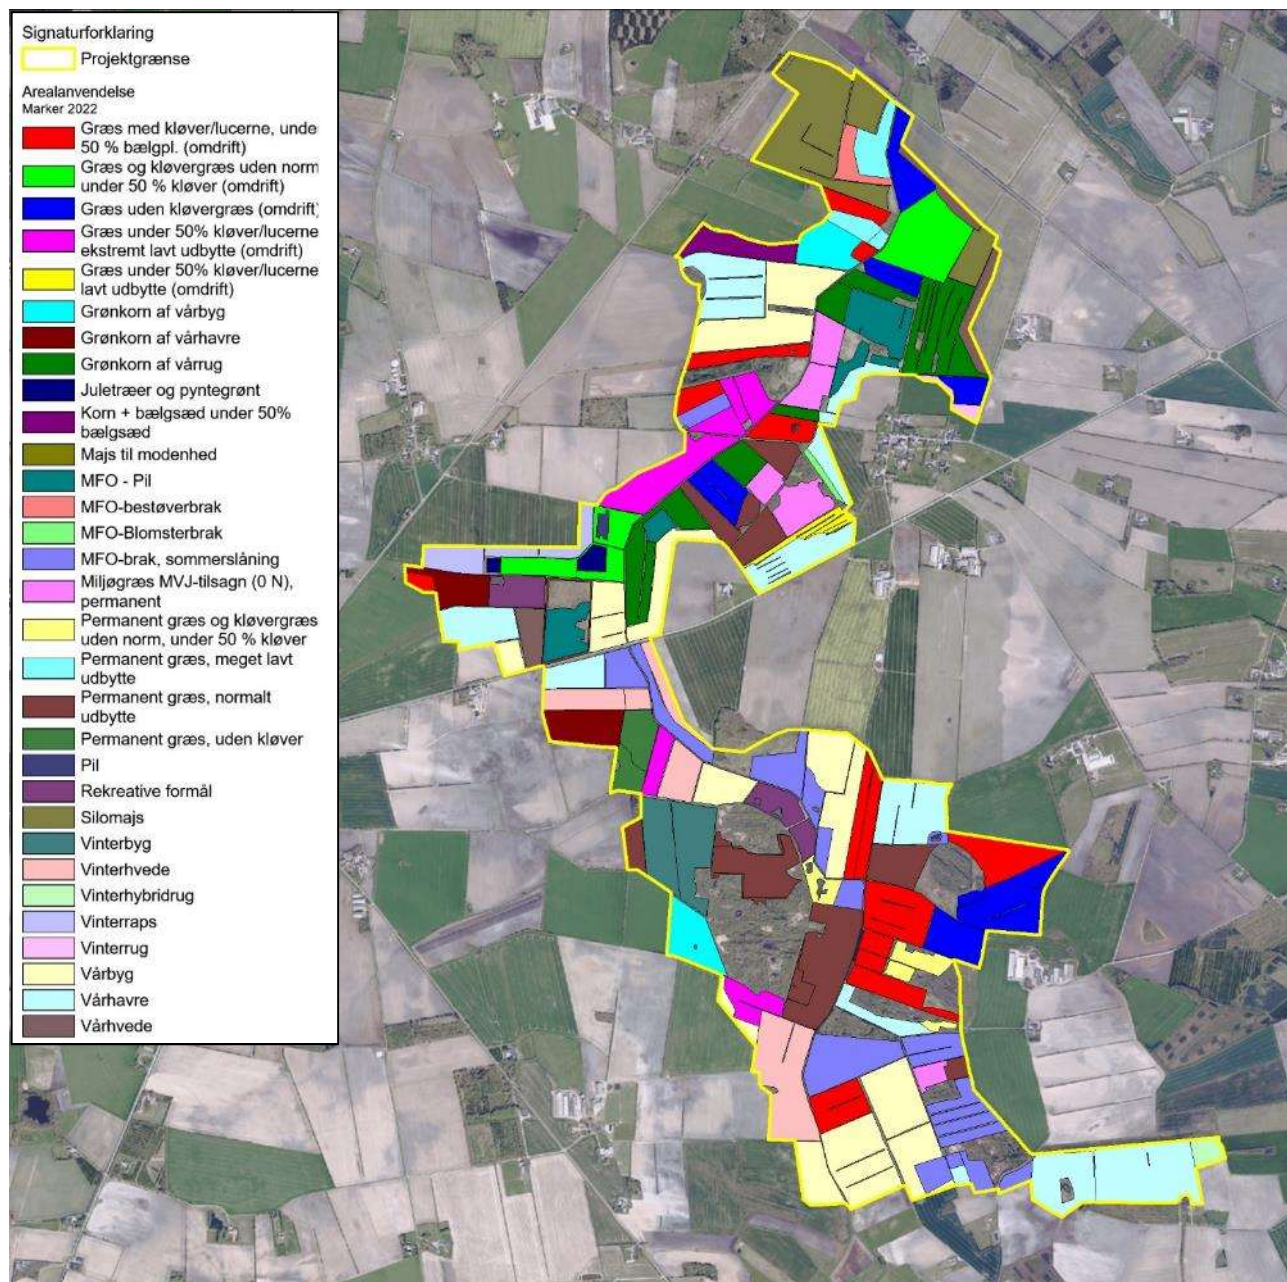 Signaturforklaring
Projektgrænse
Arealanvendelse
Marker 2022
Græs med kløver/lucerne, unde
50 % bælgpl. (omdrift)
Græs og kløvergræs uden norm
under 50 % kløver (omdrift)
Græs uden kløvergræs (omdrift)
Græs under 50% kløver/lucerne
ekstremt lavt udbytte (omdrift)
Græs under 50% kløver/lucerne
lavt udbytte (omdrift)
Grønkorn af vårbyg
Grønkorn af vårhavre
Grønkorn af vårrug
Juletræer og pyntegrønt
Korn + bælgsæd under 50%
bælgsæd
Majs til modenhed
MFO - Pil
MFO-bestøverbrak
MFO-Blomsterbrak
MFO-brak, sommerslåning
Miljøgræs MVJ-tilsagn (0 N),
permanent
Permanent græs og kløvergræs
uden norm, under 50 % kløver
Permanent græs, meget lavt
udbytte
Permanent græs, normalt
udbytte
Permanent græs, uden kløver
Pil
Rekreative formål
Silomajs
Vinterbyg
Vinterhvede
Vinterhybridrug
Vinterraps
Vinterrug
Vårbyg
Vårhavre
Vårhvede